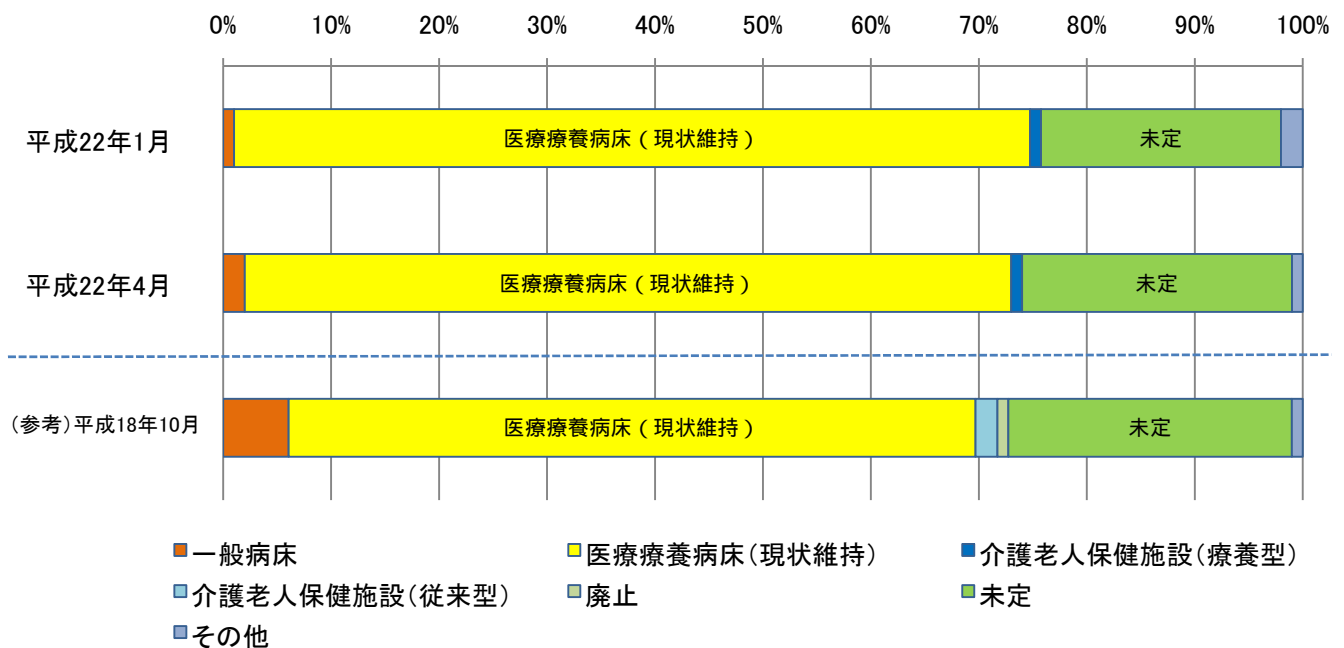 0% 10% 20% 30% 40% 50% 60% 70% 80% 90% 100%
平成22年1月 医療療養病床(現状維持) 未定
平成22年4月 医療療養病床(現状維持) 未定
(参考)平成18年10月 医療療養病床(現状維持) 未定
一般病床 医療療養病床(現状維持) 介護老人保健施設(療養型)
介護老人保健施設(従来型) 廃止 未定
その他